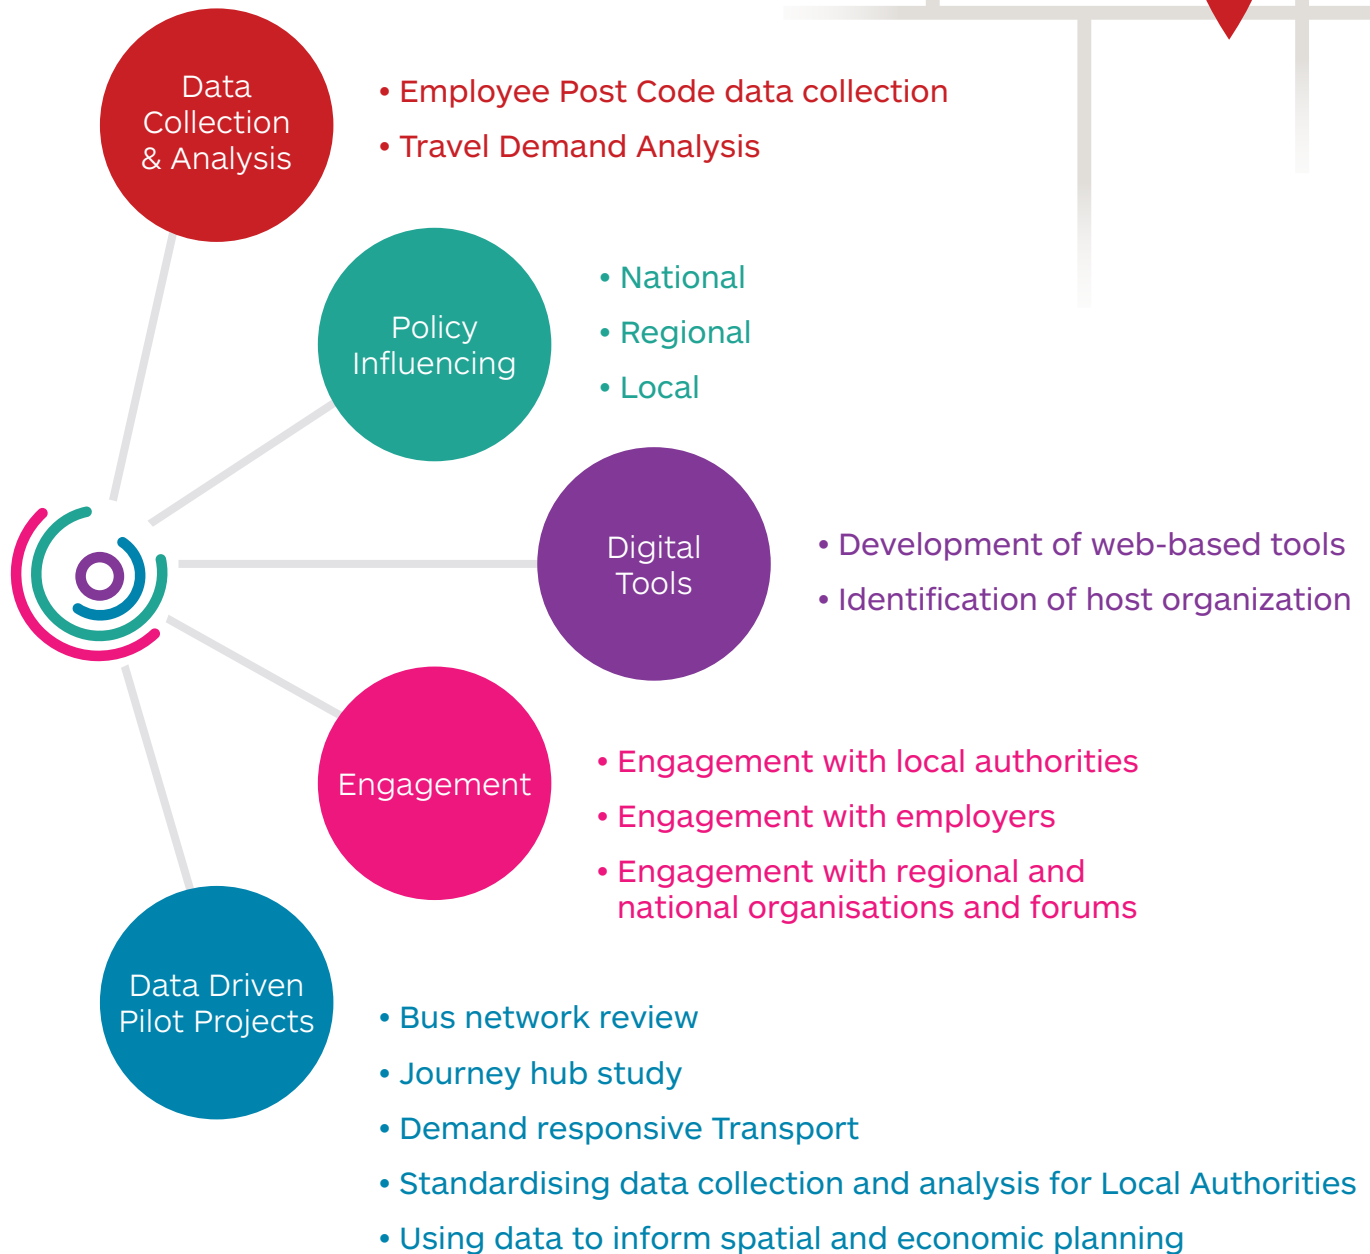 Data
Collection
& Analysis
• Employee Post Code data collection
• Travel Demand Analysis
Policy
Influencing
• National
• Regional
• Local
Digital
Tools
• Development of web-based tools
• Identification of host organization
Engagement
• Engagement with local authorities
• Engagement with employers
• Engagement with regional and
national organisations and forums
Data Driven
Pilot Projects
• Bus network review
• Journey hub study
• Demand responsive Transport
• Standardising data collection and analysis for Local Authorities
• Using data to inform spatial and economic planning